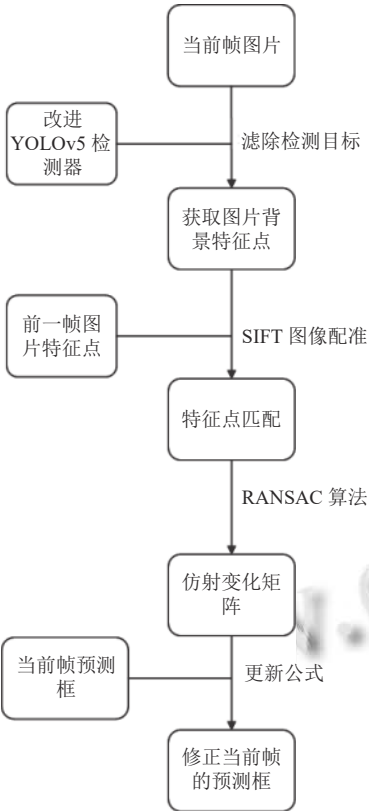 当前帧图片
改进
YOLOv5 检
测器
滤除检测目标
获取图片背
景特征点
前一帧图
片特征点
SIFT 图像配准
特征点匹配
RANSAC 算法
仿射变化矩
阵
当前帧预测
框
更新公式
修正当前帧
的预测框